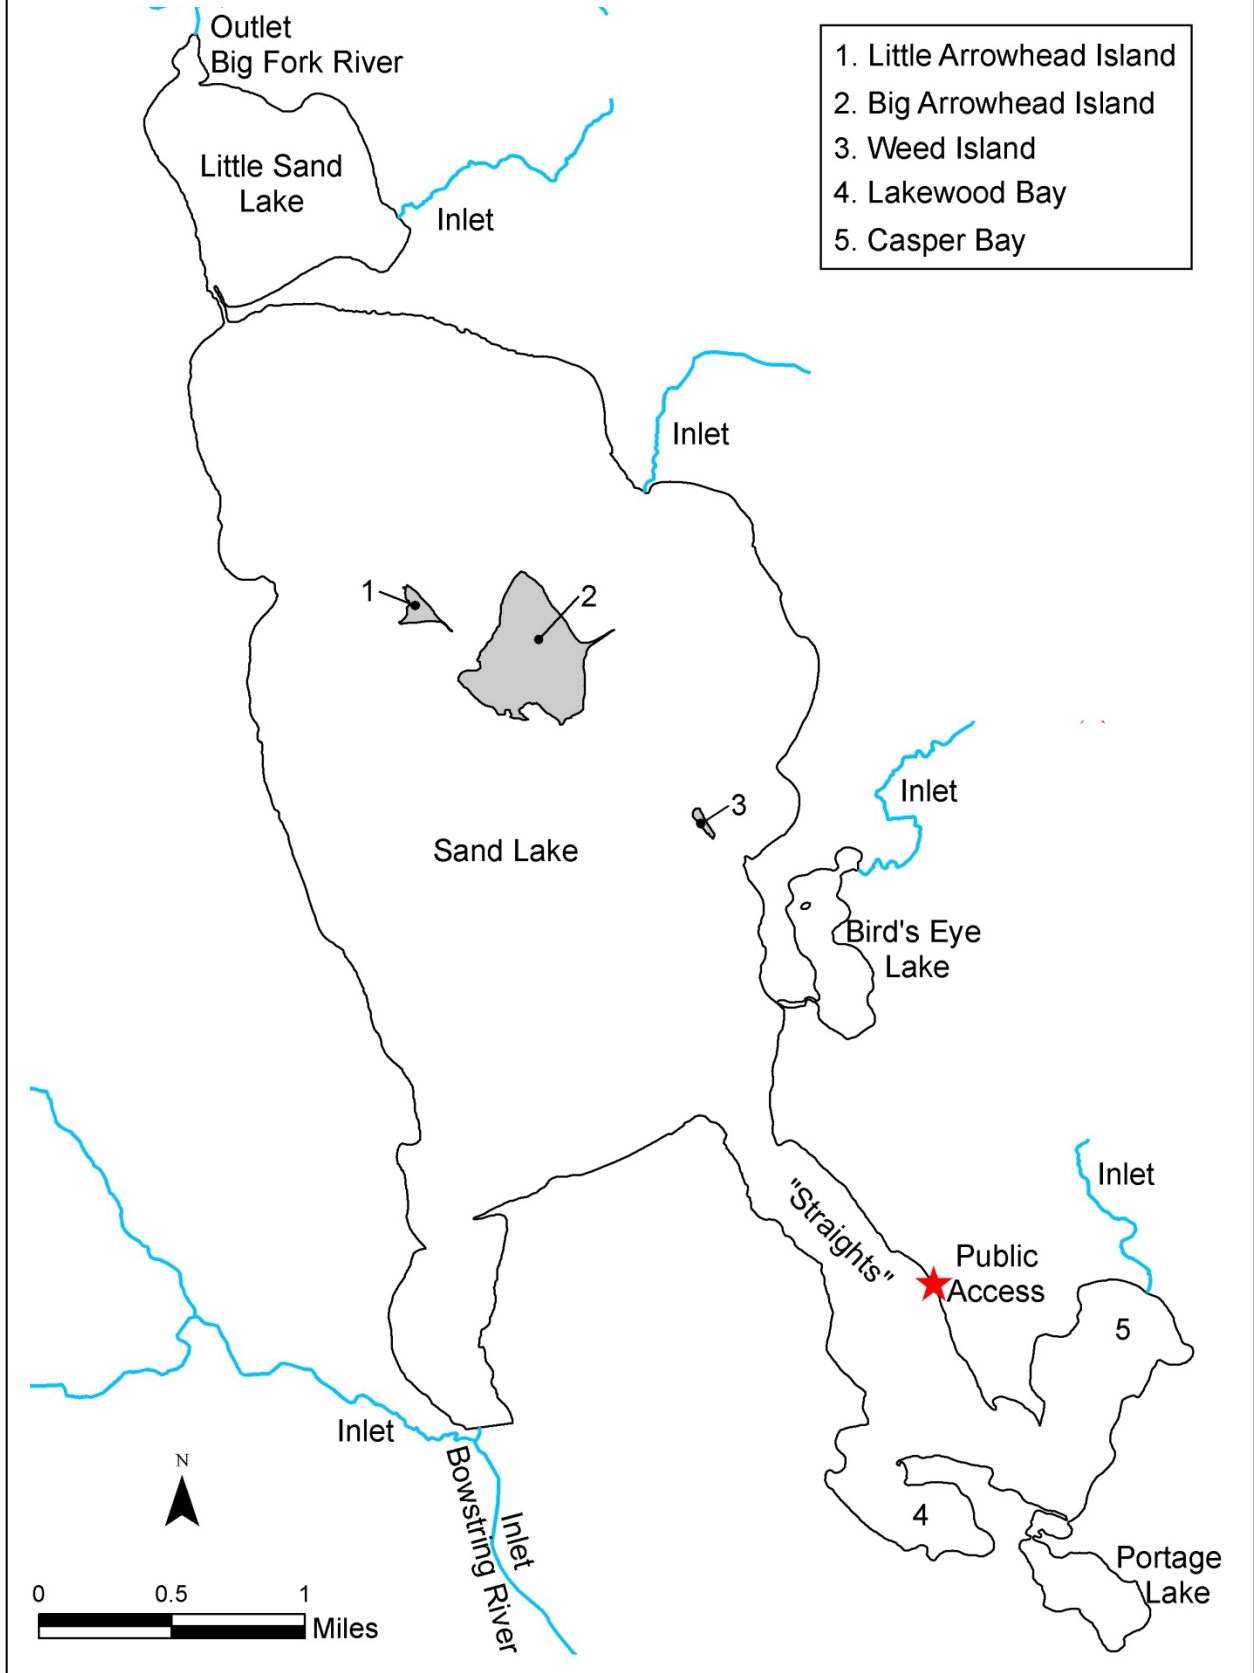 Outlet
Big Fork River
1. Little Arrowhead Island
2. Big Arrowhead Island
3. Weed Island
4. Lakewood Bay
5. Casper Bay
Little Sand
Lake
Inlet
Inlet
1
2
3
Inlet
Sand Lake
Bird's Eye
Lake
Inlet
"Straights"
Public
Access
5
Inlet
Bowstring River
Inlet
N
4
Portage
Lake
0 0.5 1
Miles